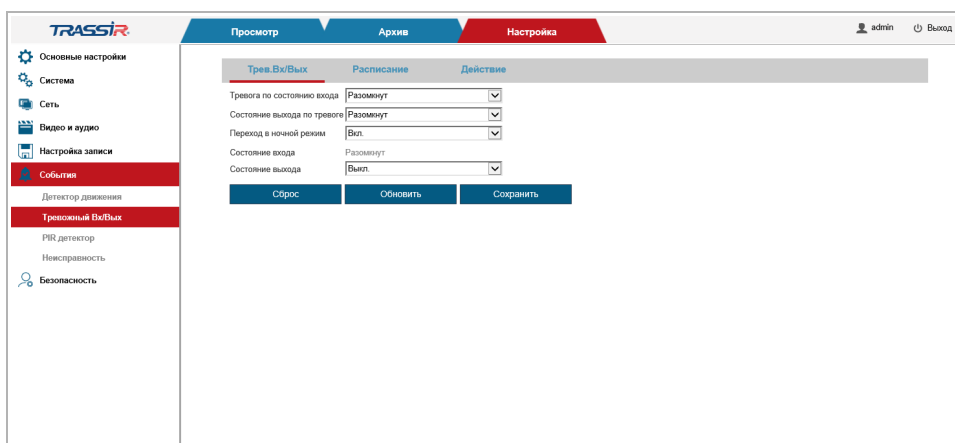 TRASSIR
Просмотр
Архив
Настройка
admin
Выход
Основные настройки
Система
Сеть
Видео и аудио
Настройка записи
События
Детектор движения
Тревожный Вх/Вых
PIR детектор
Неисправность
Безопасность
Трев.Вх/Вых
Расписание
Действие
Тревога по состоянию входа Разомкнут
Состояние выхода по тревоге Разомкнут
Переход в ночной режим Вкл.
Состояние входа Разомкнут
Состояние выхода Выкл.
Сброс
Обновить
Сохранить